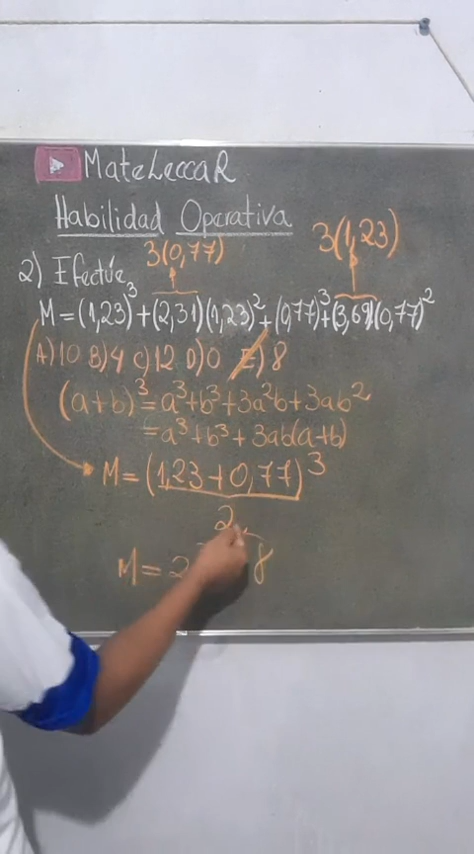 MateLeccaR
Habilidad Operativa
3(0,77) 3(1,23)
2) Efectúe
M=(1,23)³+(2,31)(1,23)²+(0,77)³+(3,69)(0,77)²
A)10 B)4 C)12 D)0 E)8
(a+b)³=a³+b³+3a²b+3ab²
=a³+b³+3ab(a+b)
M=(1,23+0,77)³
2
M=2 8